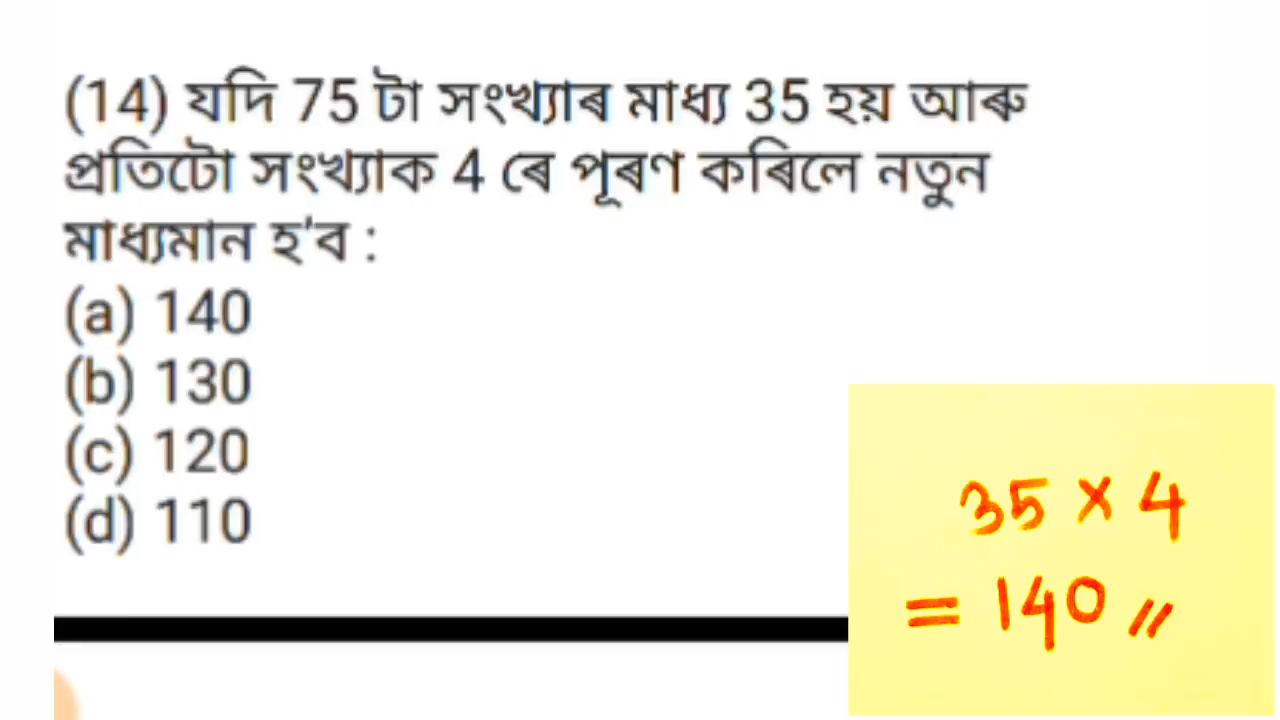 (14) যদি 75 টা সংখ্যাৰ মাধ্য 35 হয় আৰু
প্ৰতিটো সংখ্যাক 4 ৰে পূৰণ কৰিলে নতুন
মাধ্যমান হ'ব :
(a) 140
(b) 130
(c) 120
(d) 110
35 × 4
= 140 //